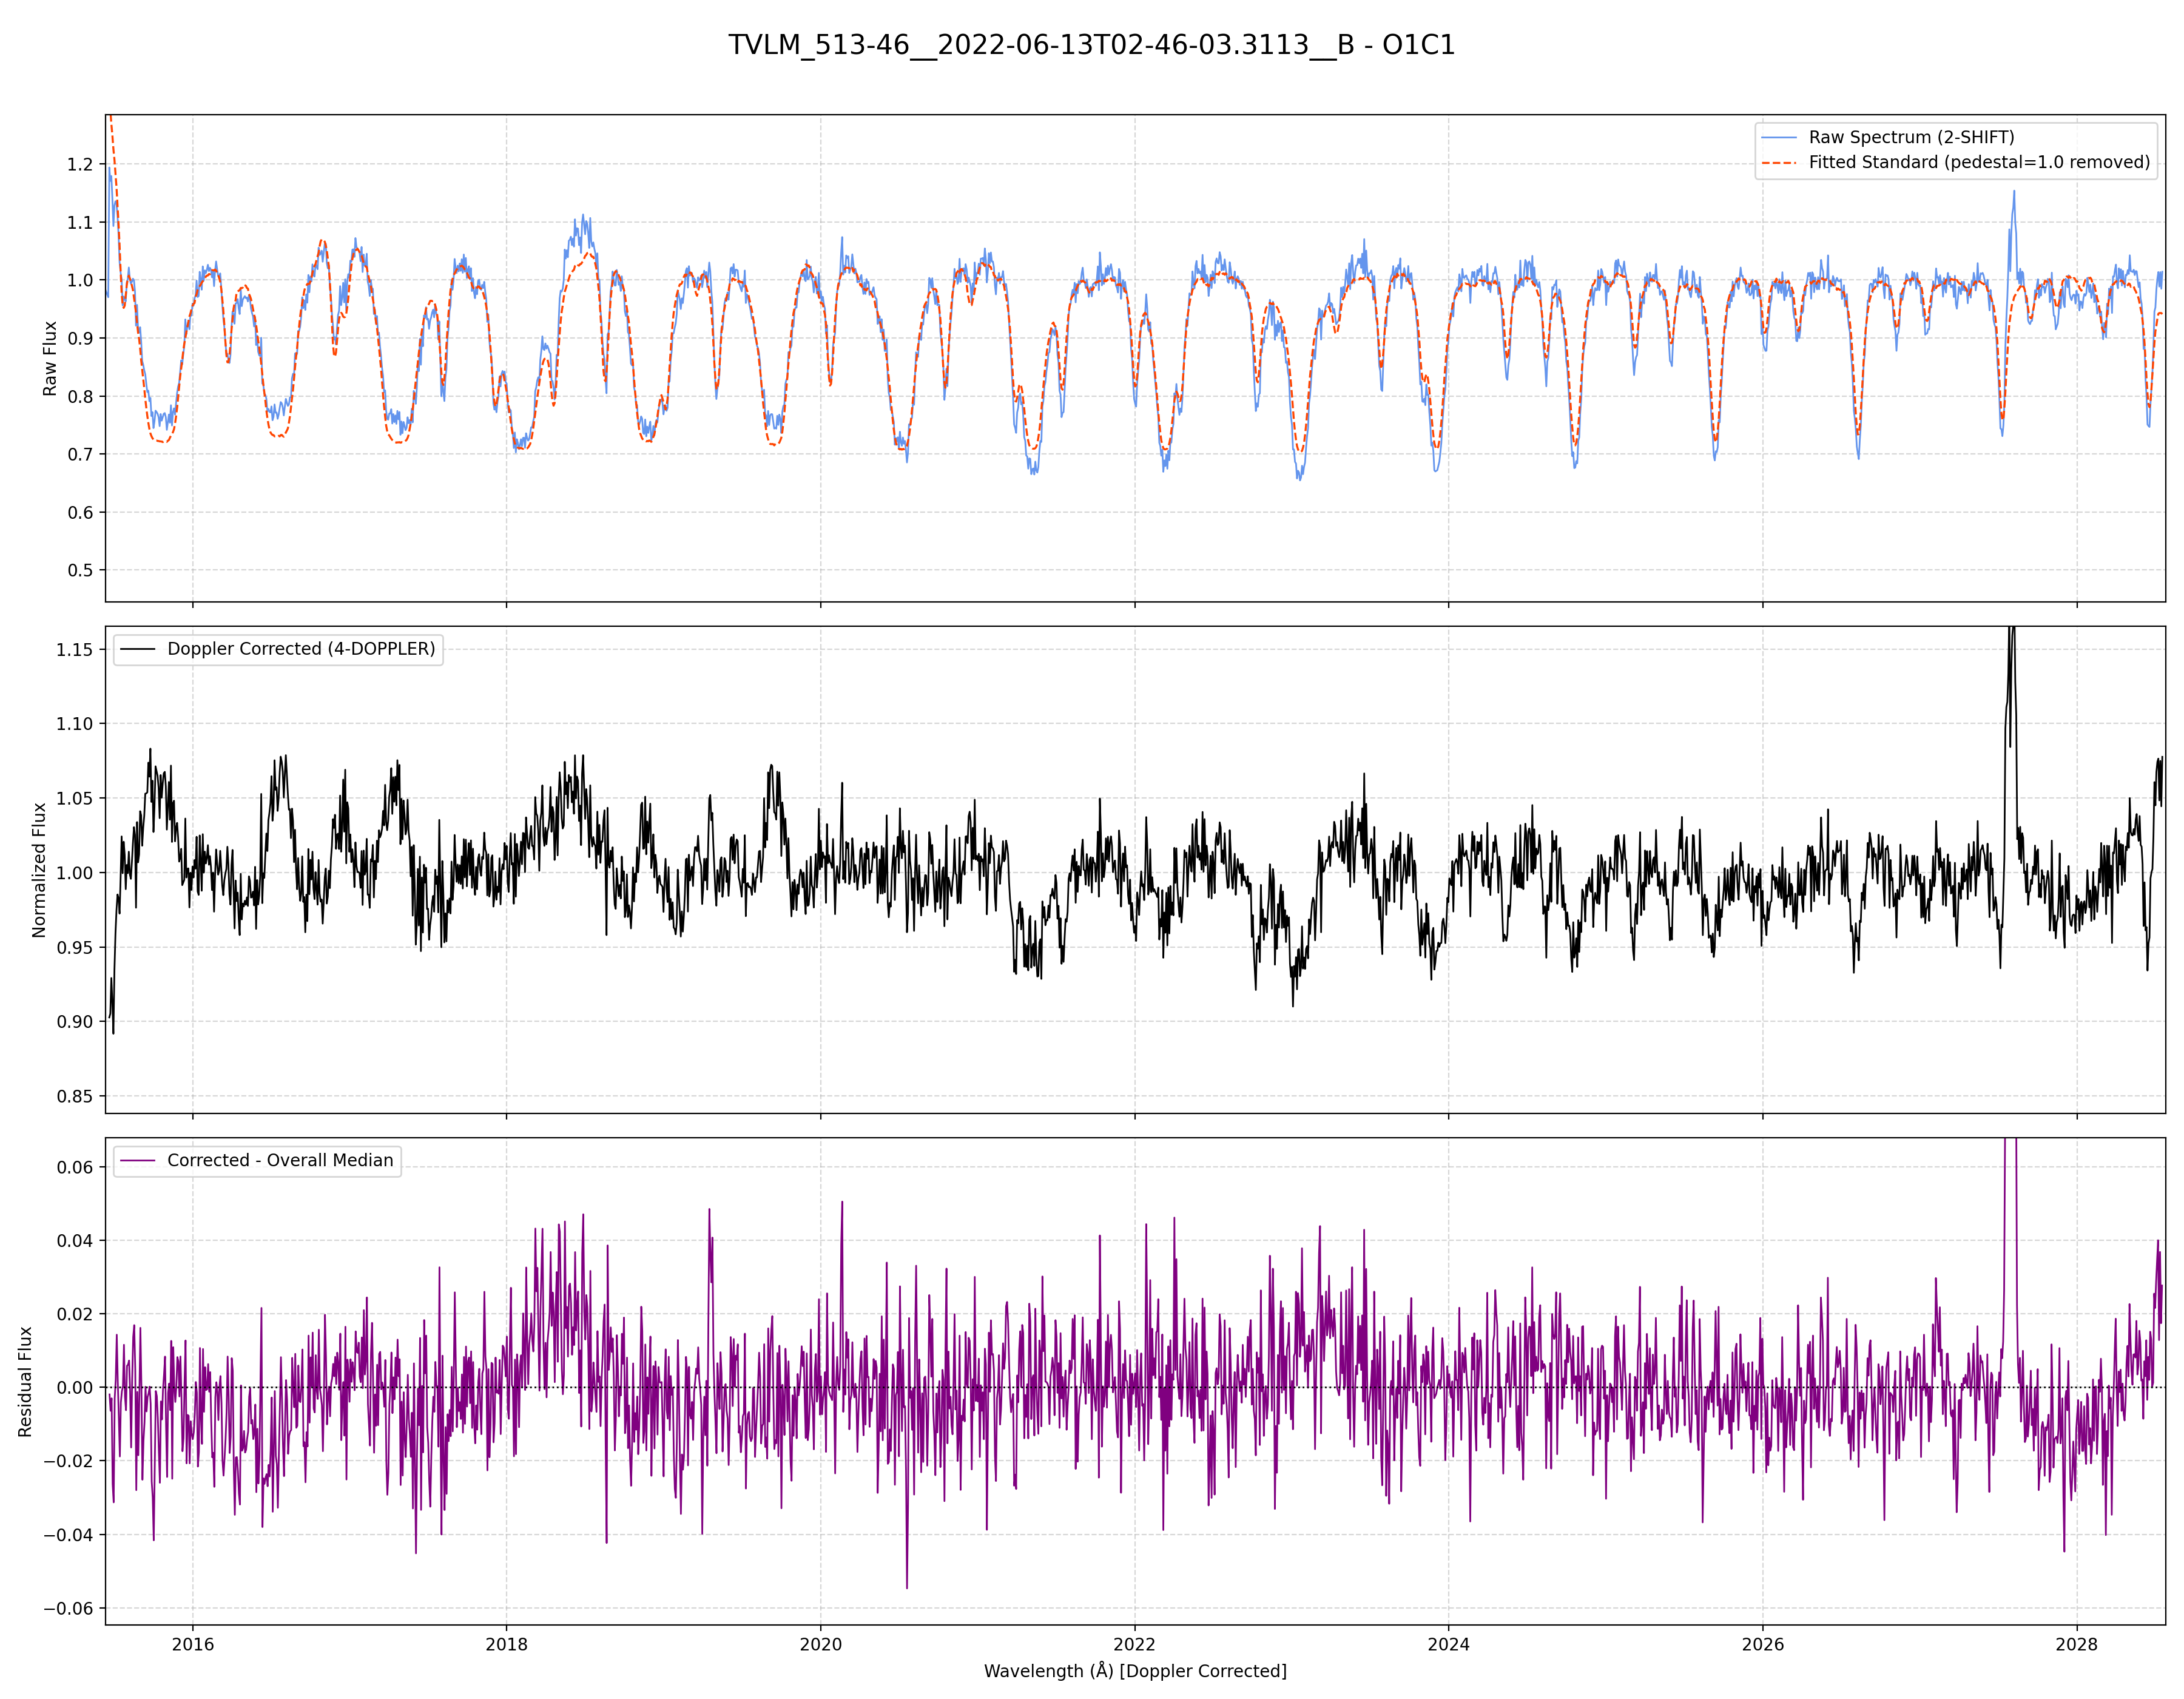 TVLM_513-46__2022-06-13T02-46-03.3113__B - O1C1
Raw Spectrum (2-SHIFT)
Fitted Standard (pedestal=1.0 removed)
Raw Flux
1.2
1.1
1.0
0.9
0.8
0.7
0.6
0.5
Doppler Corrected (4-DOPPLER)
Normalized Flux
1.15
1.10
1.05
1.00
0.95
0.90
0.85
Corrected - Overall Median
Residual Flux
0.06
0.04
0.02
0.00
−0.02
−0.04
−0.06
2016 2018 2020 2022 2024 2026 2028
Wavelength (Å) [Doppler Corrected]